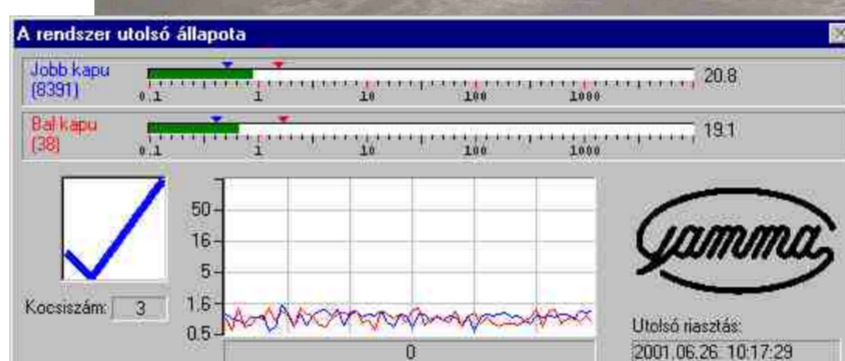 A rendszer utolsó állapota
Jobb kapu
(8391)
20.8
0.1 1 10 100 1000
Bal kapu
(38)
19.1
0.1 1 10 100 1000
50
16
5
1.6
0.5
0
Kocsiszám: 3
Gamma
Utolsó riasztás:
2001.06.26. 10:17:29